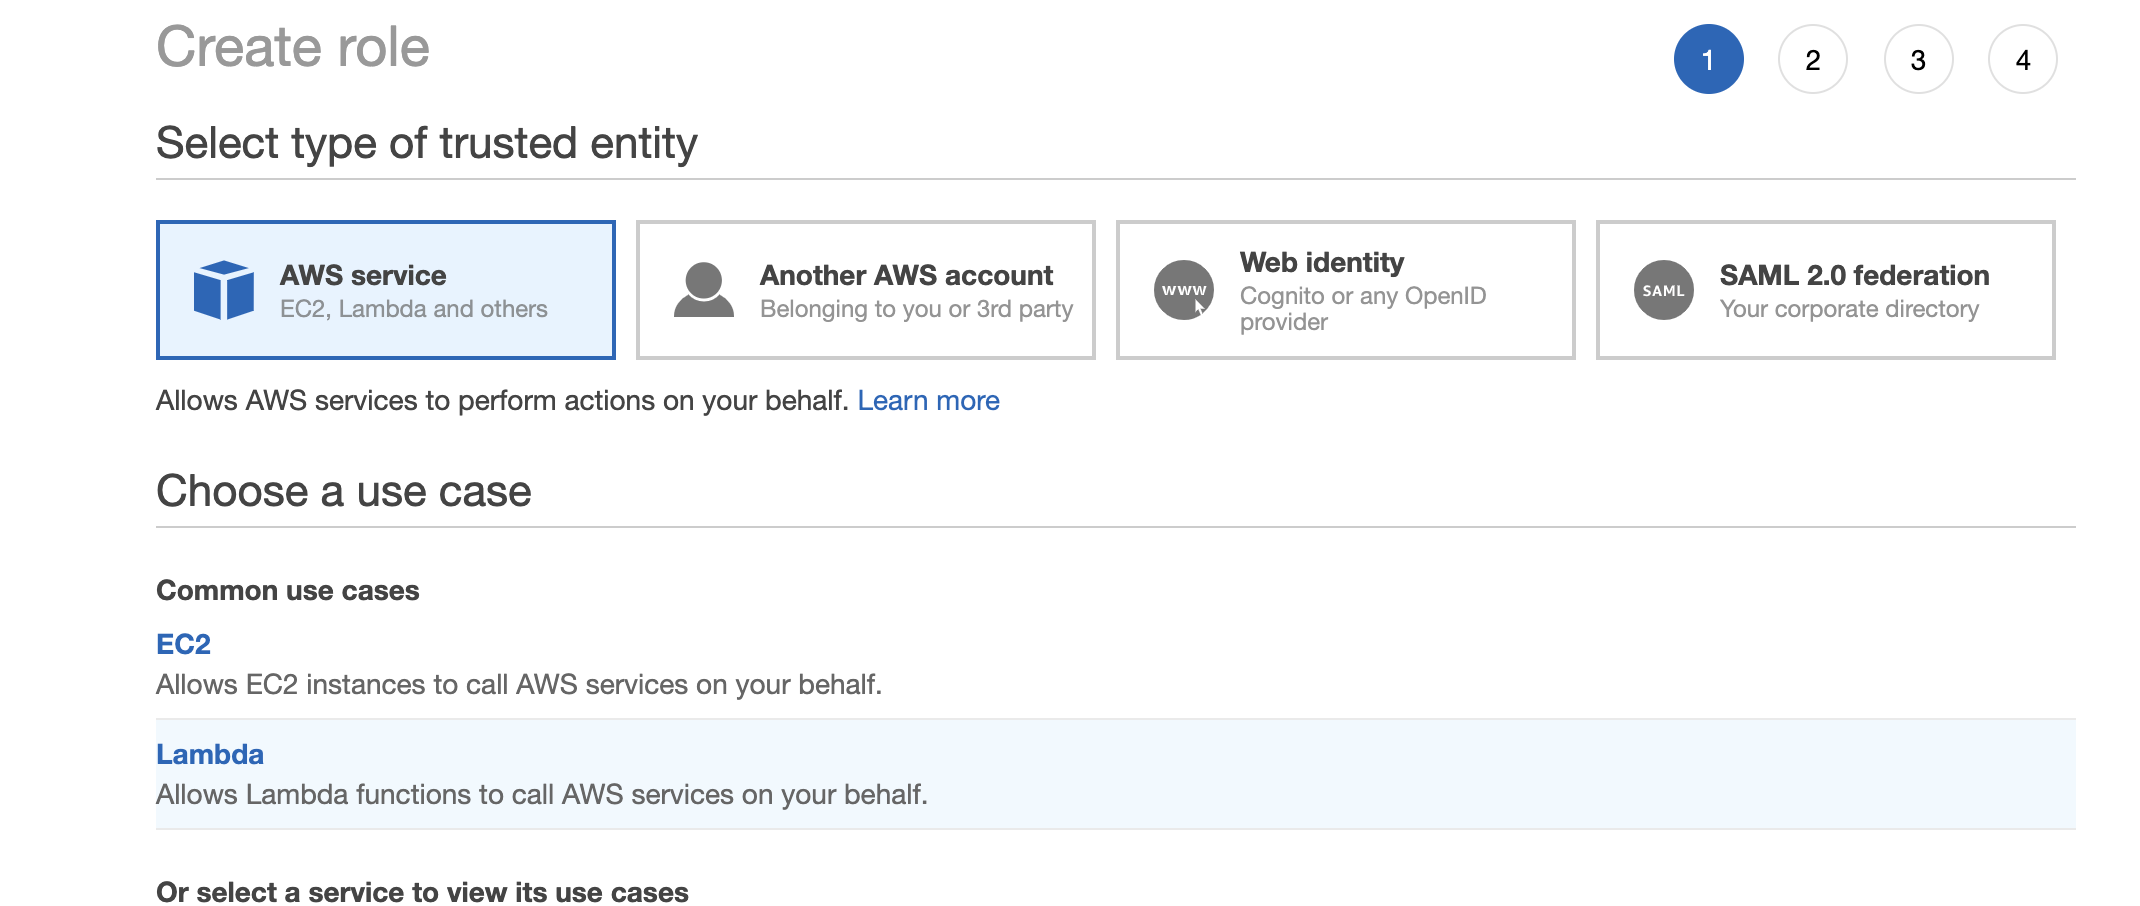 Create role
1 2 3 4
Select type of trusted entity
AWS service
EC2, Lambda and others
Another AWS account
Belonging to you or 3rd party
www
Web identity
Cognito or any OpenID
provider
SAML
SAML 2.0 federation
Your corporate directory
Allows AWS services to perform actions on your behalf. Learn more
Choose a use case
Common use cases
EC2
Allows EC2 instances to call AWS services on your behalf.
Lambda
Allows Lambda functions to call AWS services on your behalf.
Or select a service to view its use cases